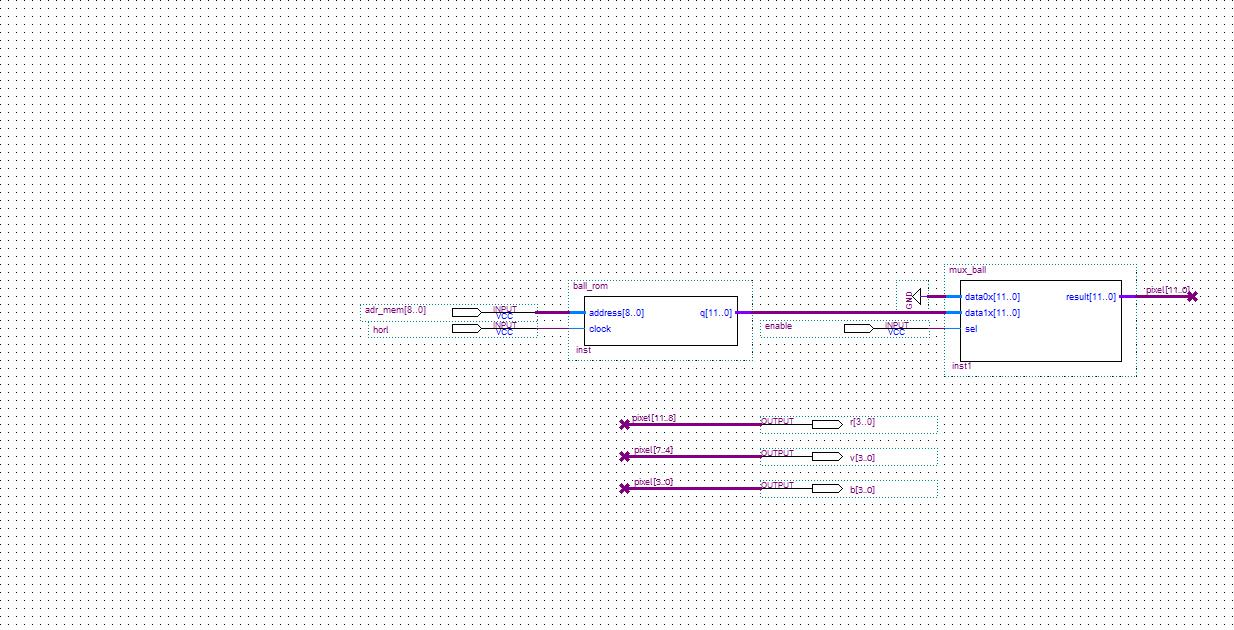 mux_ball
ball_rom
pixel[11..0]
GND
data0x[11..0]
result[11..0]
adr_mem[8..0]
INPUT
VCC
address[8..0]
q[11..0]
data1x[11..0]
horl
INPUT
VCC
clock
enable
INPUT
VCC
sel
inst
inst1
pixel[11..8]
OUTPUT
r[3..0]
pixel[7..4]
OUTPUT
v[3..0]
pixel[3..0]
OUTPUT
b[3..0]